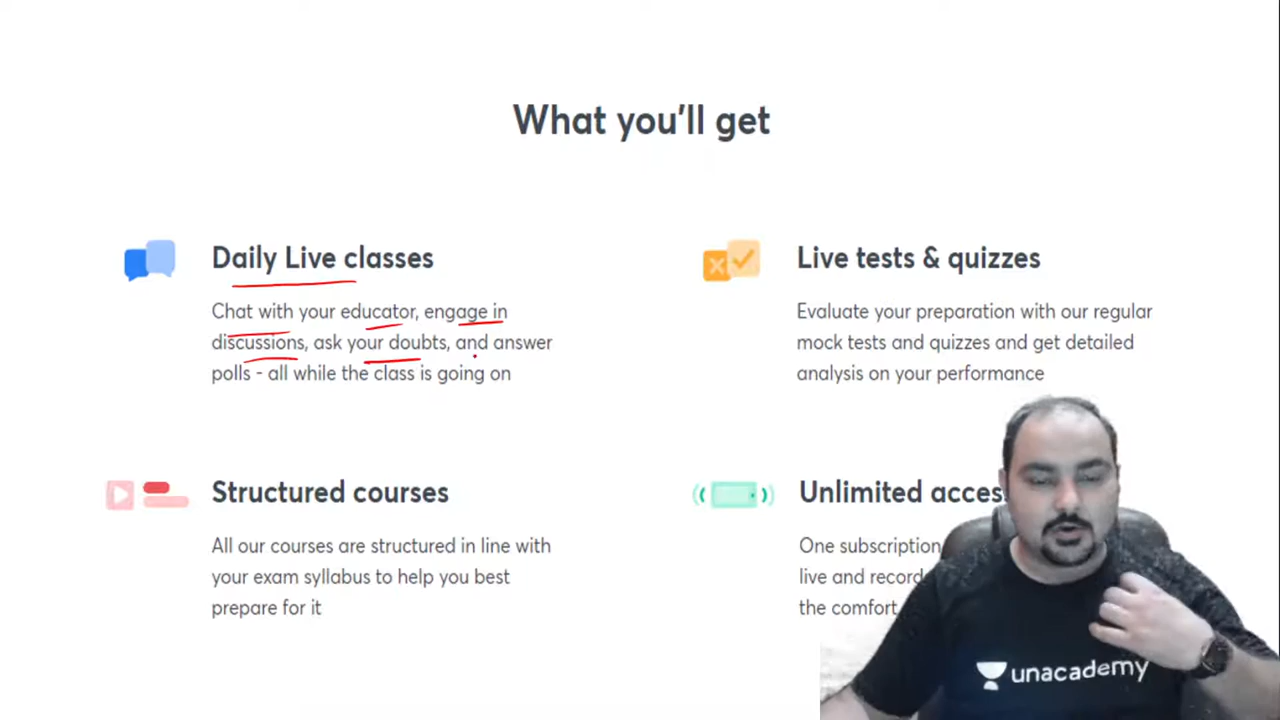 What you'll get
Daily Live classes
Chat with your educator, engage in
discussions, ask your doubts, and answer
polls - all while the class is going on
Live tests & quizzes
Evaluate your preparation with our regular
mock tests and quizzes and get detailed
analysis on your performance
Structured courses
All our courses are structured in line with
your exam syllabus to help you best
prepare for it
Unlimited acces
One subscription
live and record
the comfort
unacademy